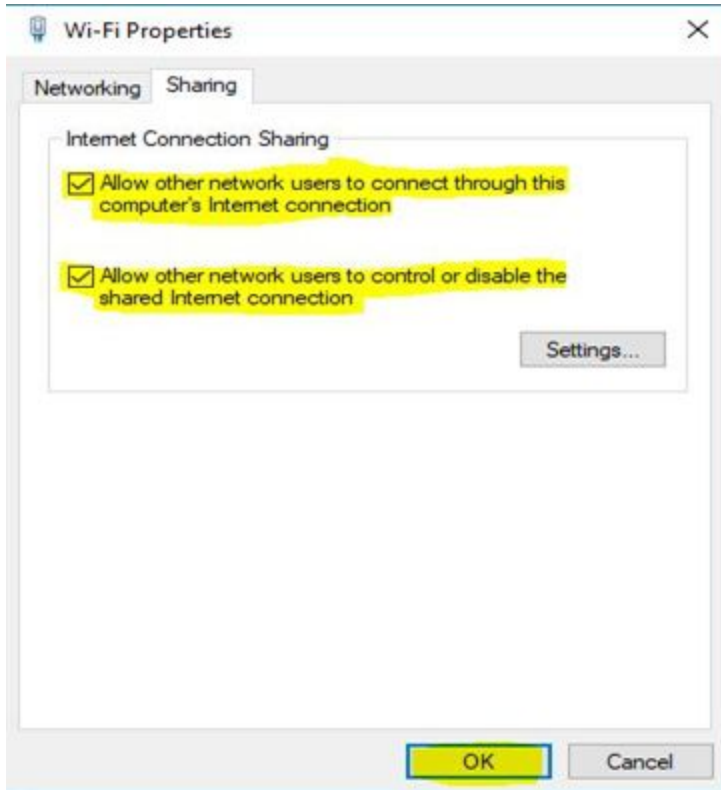 Wi-Fi Properties
Networking
Sharing
Internet Connection Sharing
Allow other network users to connect through this
computer's Internet connection
Allow other network users to control or disable the
shared Internet connection
Settings...
OK
Cancel